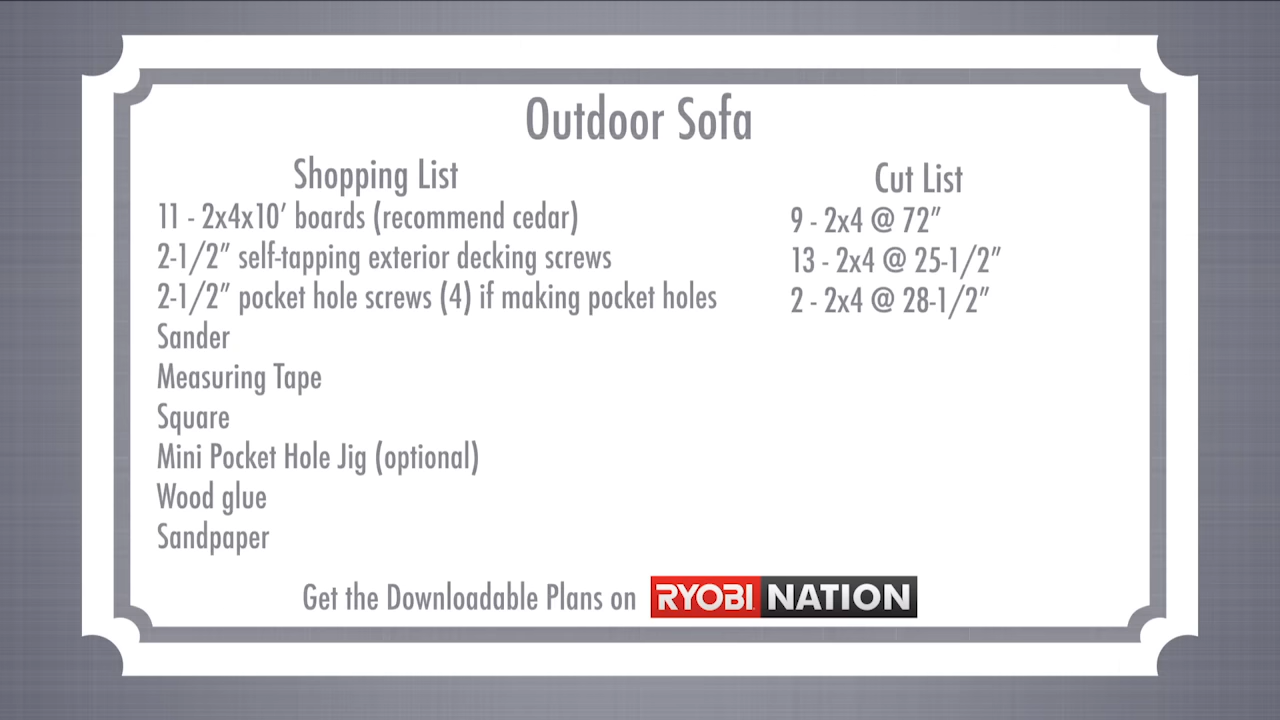 Outdoor Sofa
Shopping List
11 - 2x4x10’ boards (recommend cedar)
2-1/2” self-tapping exterior decking screws
2-1/2” pocket hole screws (4) if making pocket holes
Sander
Measuring Tape
Square
Mini Pocket Hole Jig (optional)
Wood glue
Sandpaper
Cut List
9 - 2x4 @ 72”
13 - 2x4 @ 25-1/2”
2 - 2x4 @ 28-1/2”
Get the Downloadable Plans on RYOBI NATION